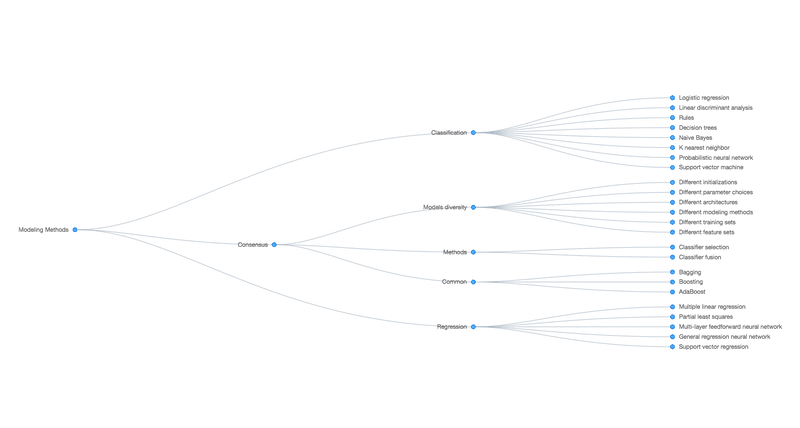 Modeling Methods
Classification
Logistic regression
Linear discriminant analysis
Rules
Decision trees
Naive Bayes
K nearest neighbor
Probabilistic neural network
Support vector machine
Consensus
Models diversity
Different initializations
Different parameter choices
Different architectures
Different modeling methods
Different training sets
Different feature sets
Methods
Classifier selection
Classifier fusion
Common
Bagging
Boosting
AdaBoost
Regression
Multiple linear regression
Partial least squares
Multi-layer feedforward neural network
General regression neural network
Support vector regression